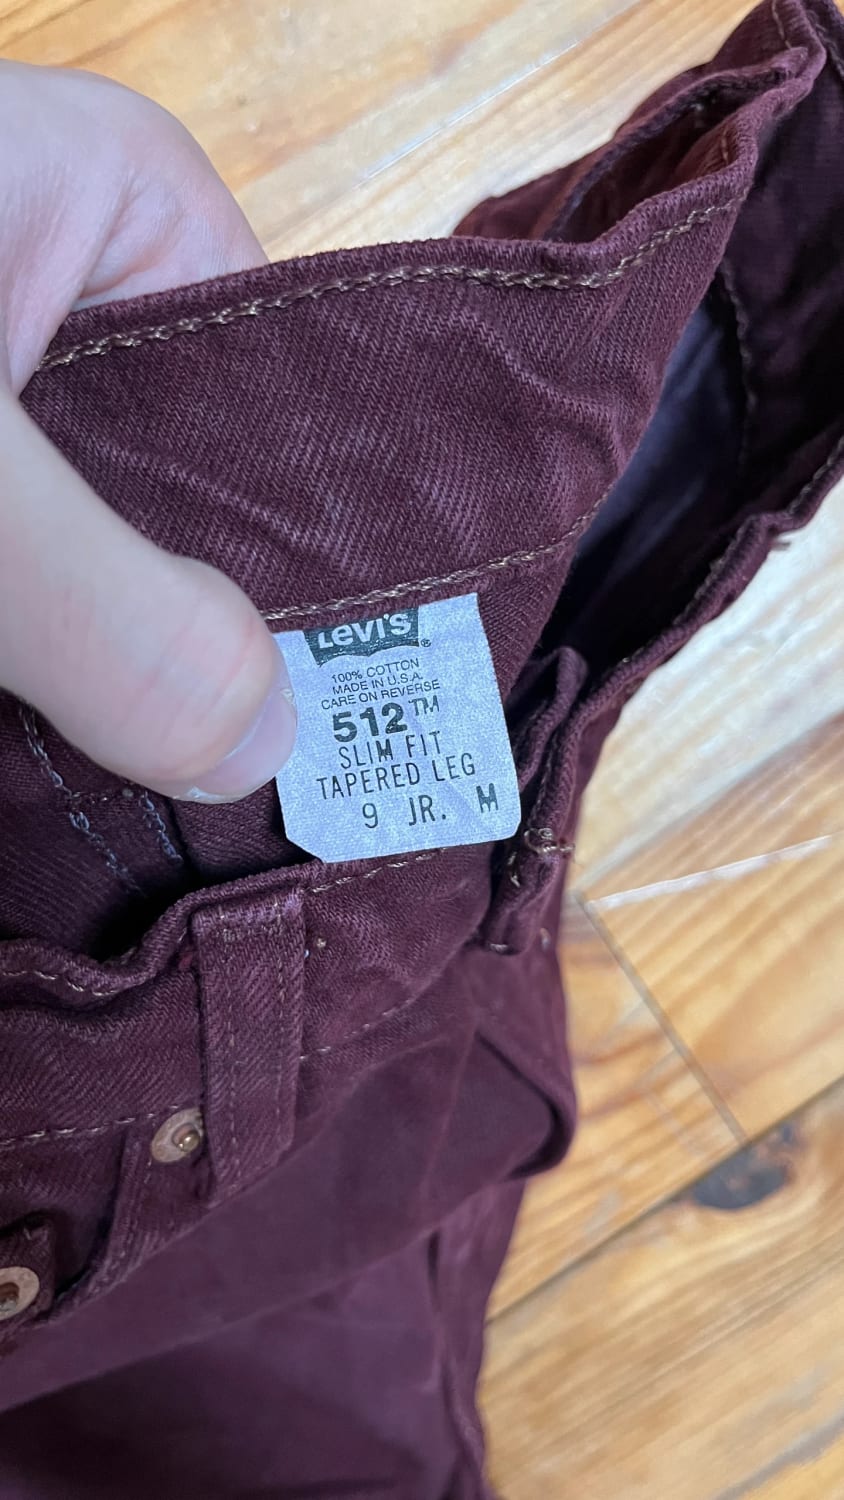 Levi's®
100% COTTON
MADE IN U.S.A.
CARE ON REVERSE
512™
SLIM FIT
TAPERED LEG
9 JR. M